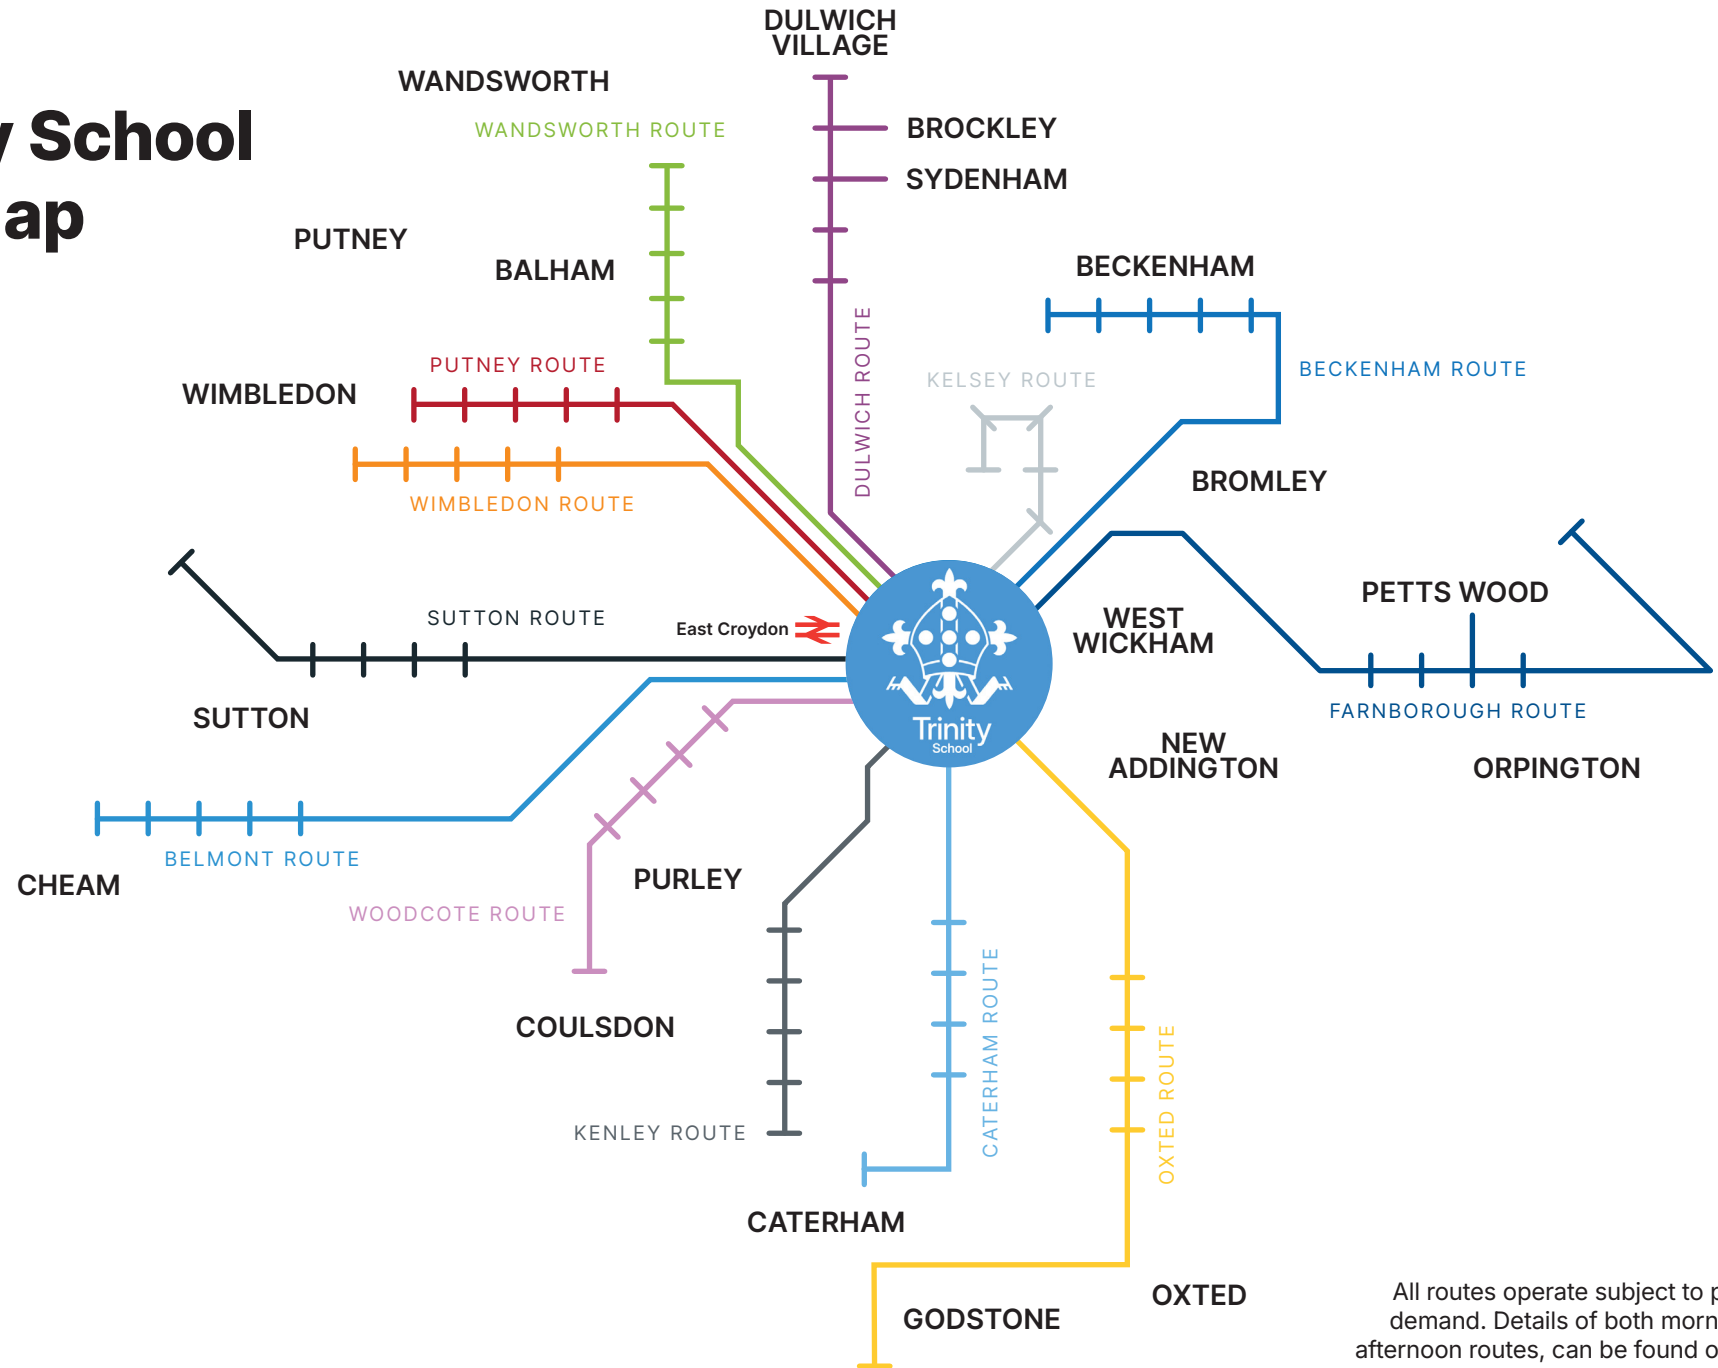 DULWICH
VILLAGE
WANDSWORTH
School
WANDSWORTH ROUTE
BROCKLEY
SYDENHAM
PUTNEY
BALHAM
BECKENHAM
PUTNEY ROUTE
DULWICH ROUTE
KELSEY ROUTE
BECKENHAM ROUTE
WIMBLEDON
WIMBLEDON ROUTE
BROMLEY
PETTS WOOD
SUTTON ROUTE
East Croydon
WEST
WICKHAM
SUTTON
Trinity
School
FARNBOROUGH ROUTE
NEW
ADDINGTON
ORPINGTON
BELMONT ROUTE
CHEAM
PURLEY
WOODCOTE ROUTE
COULSDON
CATERHAM ROUTE
OXTED ROUTE
KENLEY ROUTE
CATERHAM
OXTED
GODSTONE
All routes operate subject to
demand. Details of both
afternoon routes, can be found